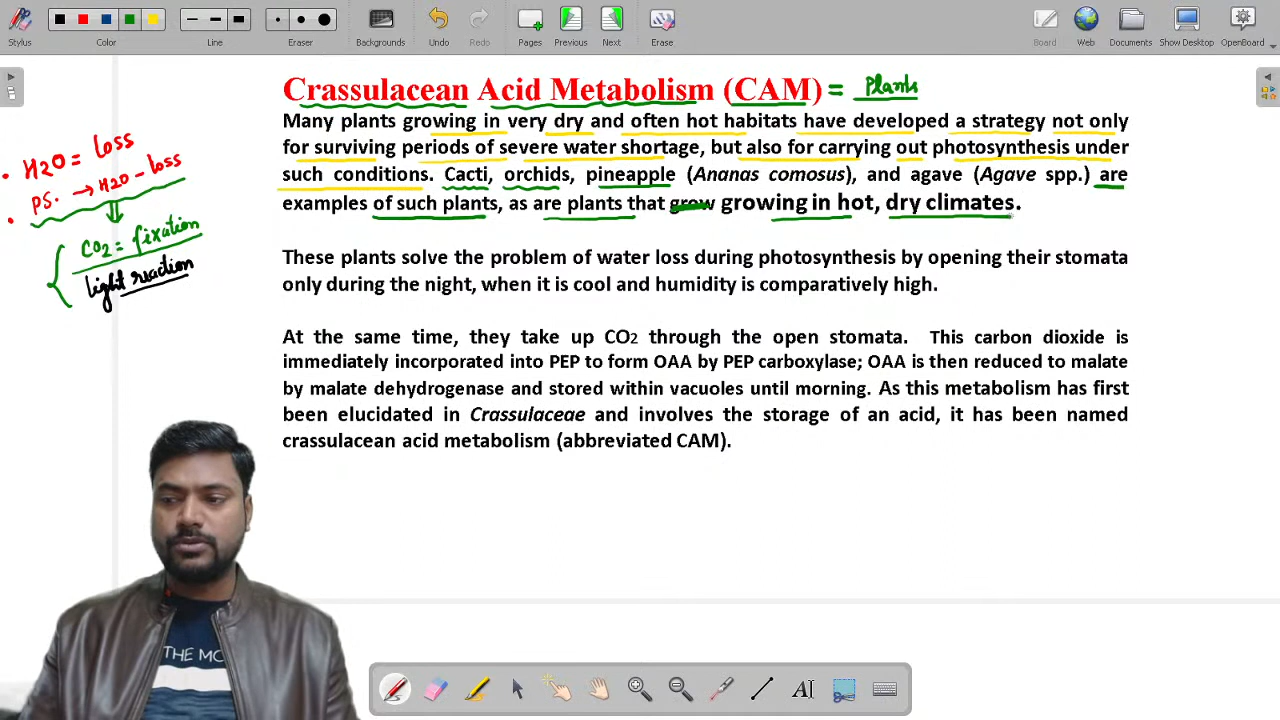 Stylus
Color
Line
Eraser
Backgrounds
Undo
Redo
Pages
Previous
Next
Erase
Board
Web
Documents
Show Desktop
OpenBoard
Crassulacean Acid Metabolism (CAM) = Plants
Many plants growing in very dry and often hot habitats have developed a strategy not only
for surviving periods of severe water shortage, but also for carrying out photosynthesis under
such conditions. Cacti, orchids, pineapple (Ananas comosus), and agave (Agave spp.) are
examples of such plants, as are plants that grow growing in hot, dry climates.
H2O = loss
PS. → H2O - loss
CO2 = fixation
light reaction
These plants solve the problem of water loss during photosynthesis by opening their stomata
only during the night, when it is cool and humidity is comparatively high.
At the same time, they take up CO2 through the open stomata. This carbon dioxide is
immediately incorporated into PEP to form OAA by PEP carboxylase; OAA is then reduced to malate
by malate dehydrogenase and stored within vacuoles until morning. As this metabolism has first
been elucidated in Crassulaceae and involves the storage of an acid, it has been named
crassulacean acid metabolism (abbreviated CAM).
THE MO